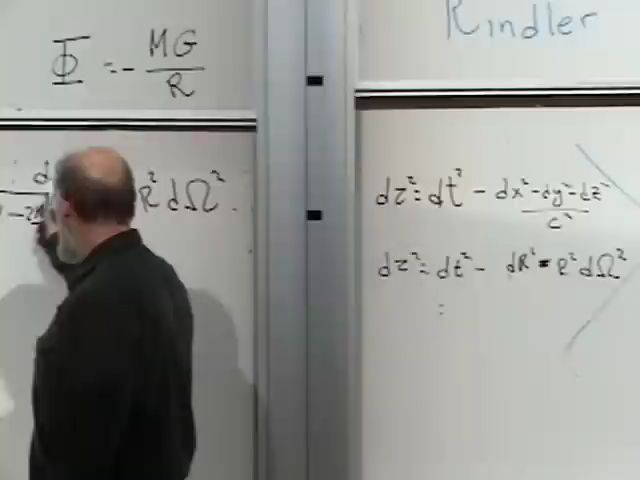 Φ = - MG / R
R² dΩ².
Rindler
dτ² = dt² - dx² - dy² - dz² / c²
dτ² = dt² - dR² - R² dΩ²
: